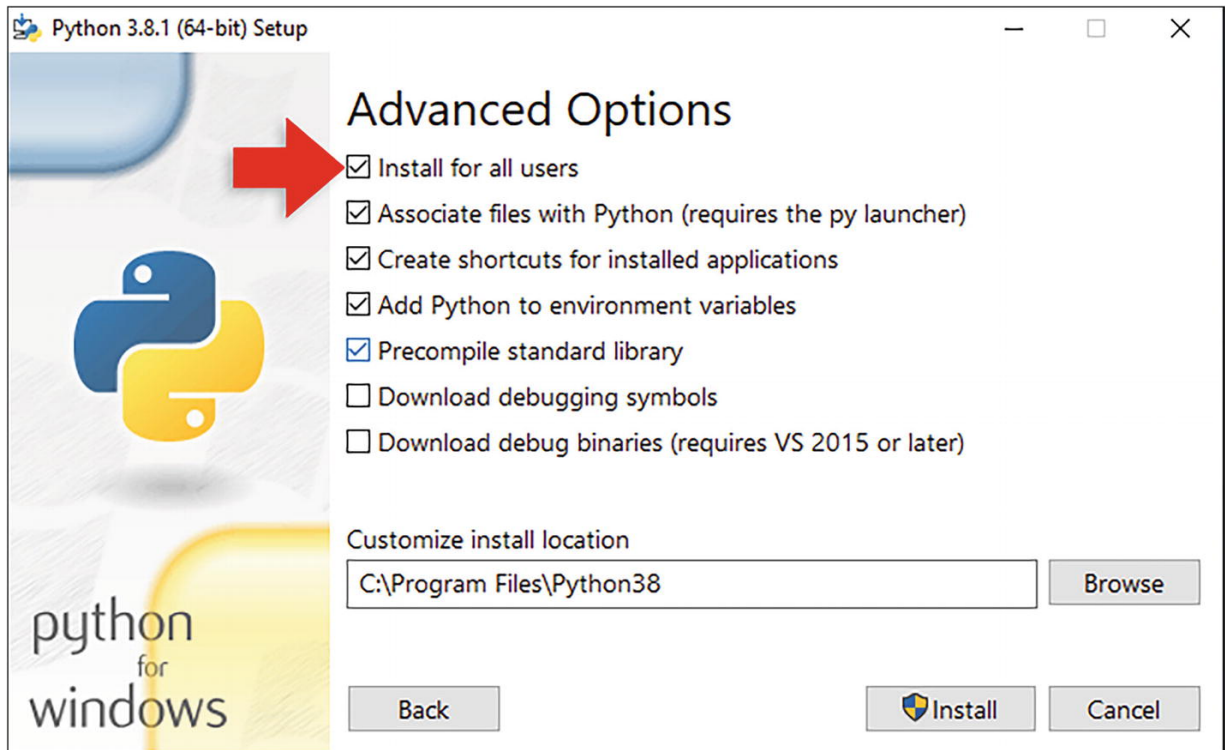 Python 3.8.1 (64-bit) Setup
Advanced Options
Install for all users
Associate files with Python (requires the py launcher)
Create shortcuts for installed applications
Add Python to environment variables
Precompile standard library
Download debugging symbols
Download debug binaries (requires VS 2015 or later)
Customize install location
C:\Program Files\Python38
Browse
python
for
windows
Back
Install
Cancel